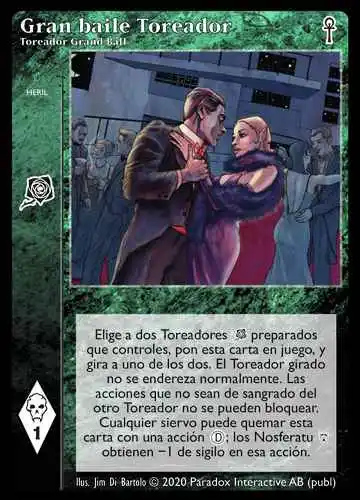 Gran baile Toreador
Toreador Grand Ball
HERIL
Elige a dos Toreadores preparados
que controles, pon esta carta en juego, y
gira a uno de los dos. El Toreador girado
no se endereza normalmente. Las
acciones que no sean de sangrado del
otro Toreador no se pueden bloquear.
Cualquier siervo puede quemar esta
carta con una acción Ⓓ; los Nosferatu
obtienen −1 de sigilo en esa acción.
1
Ilus. Jim Di Bartolo © 2020 Paradox Interactive AB (publ)